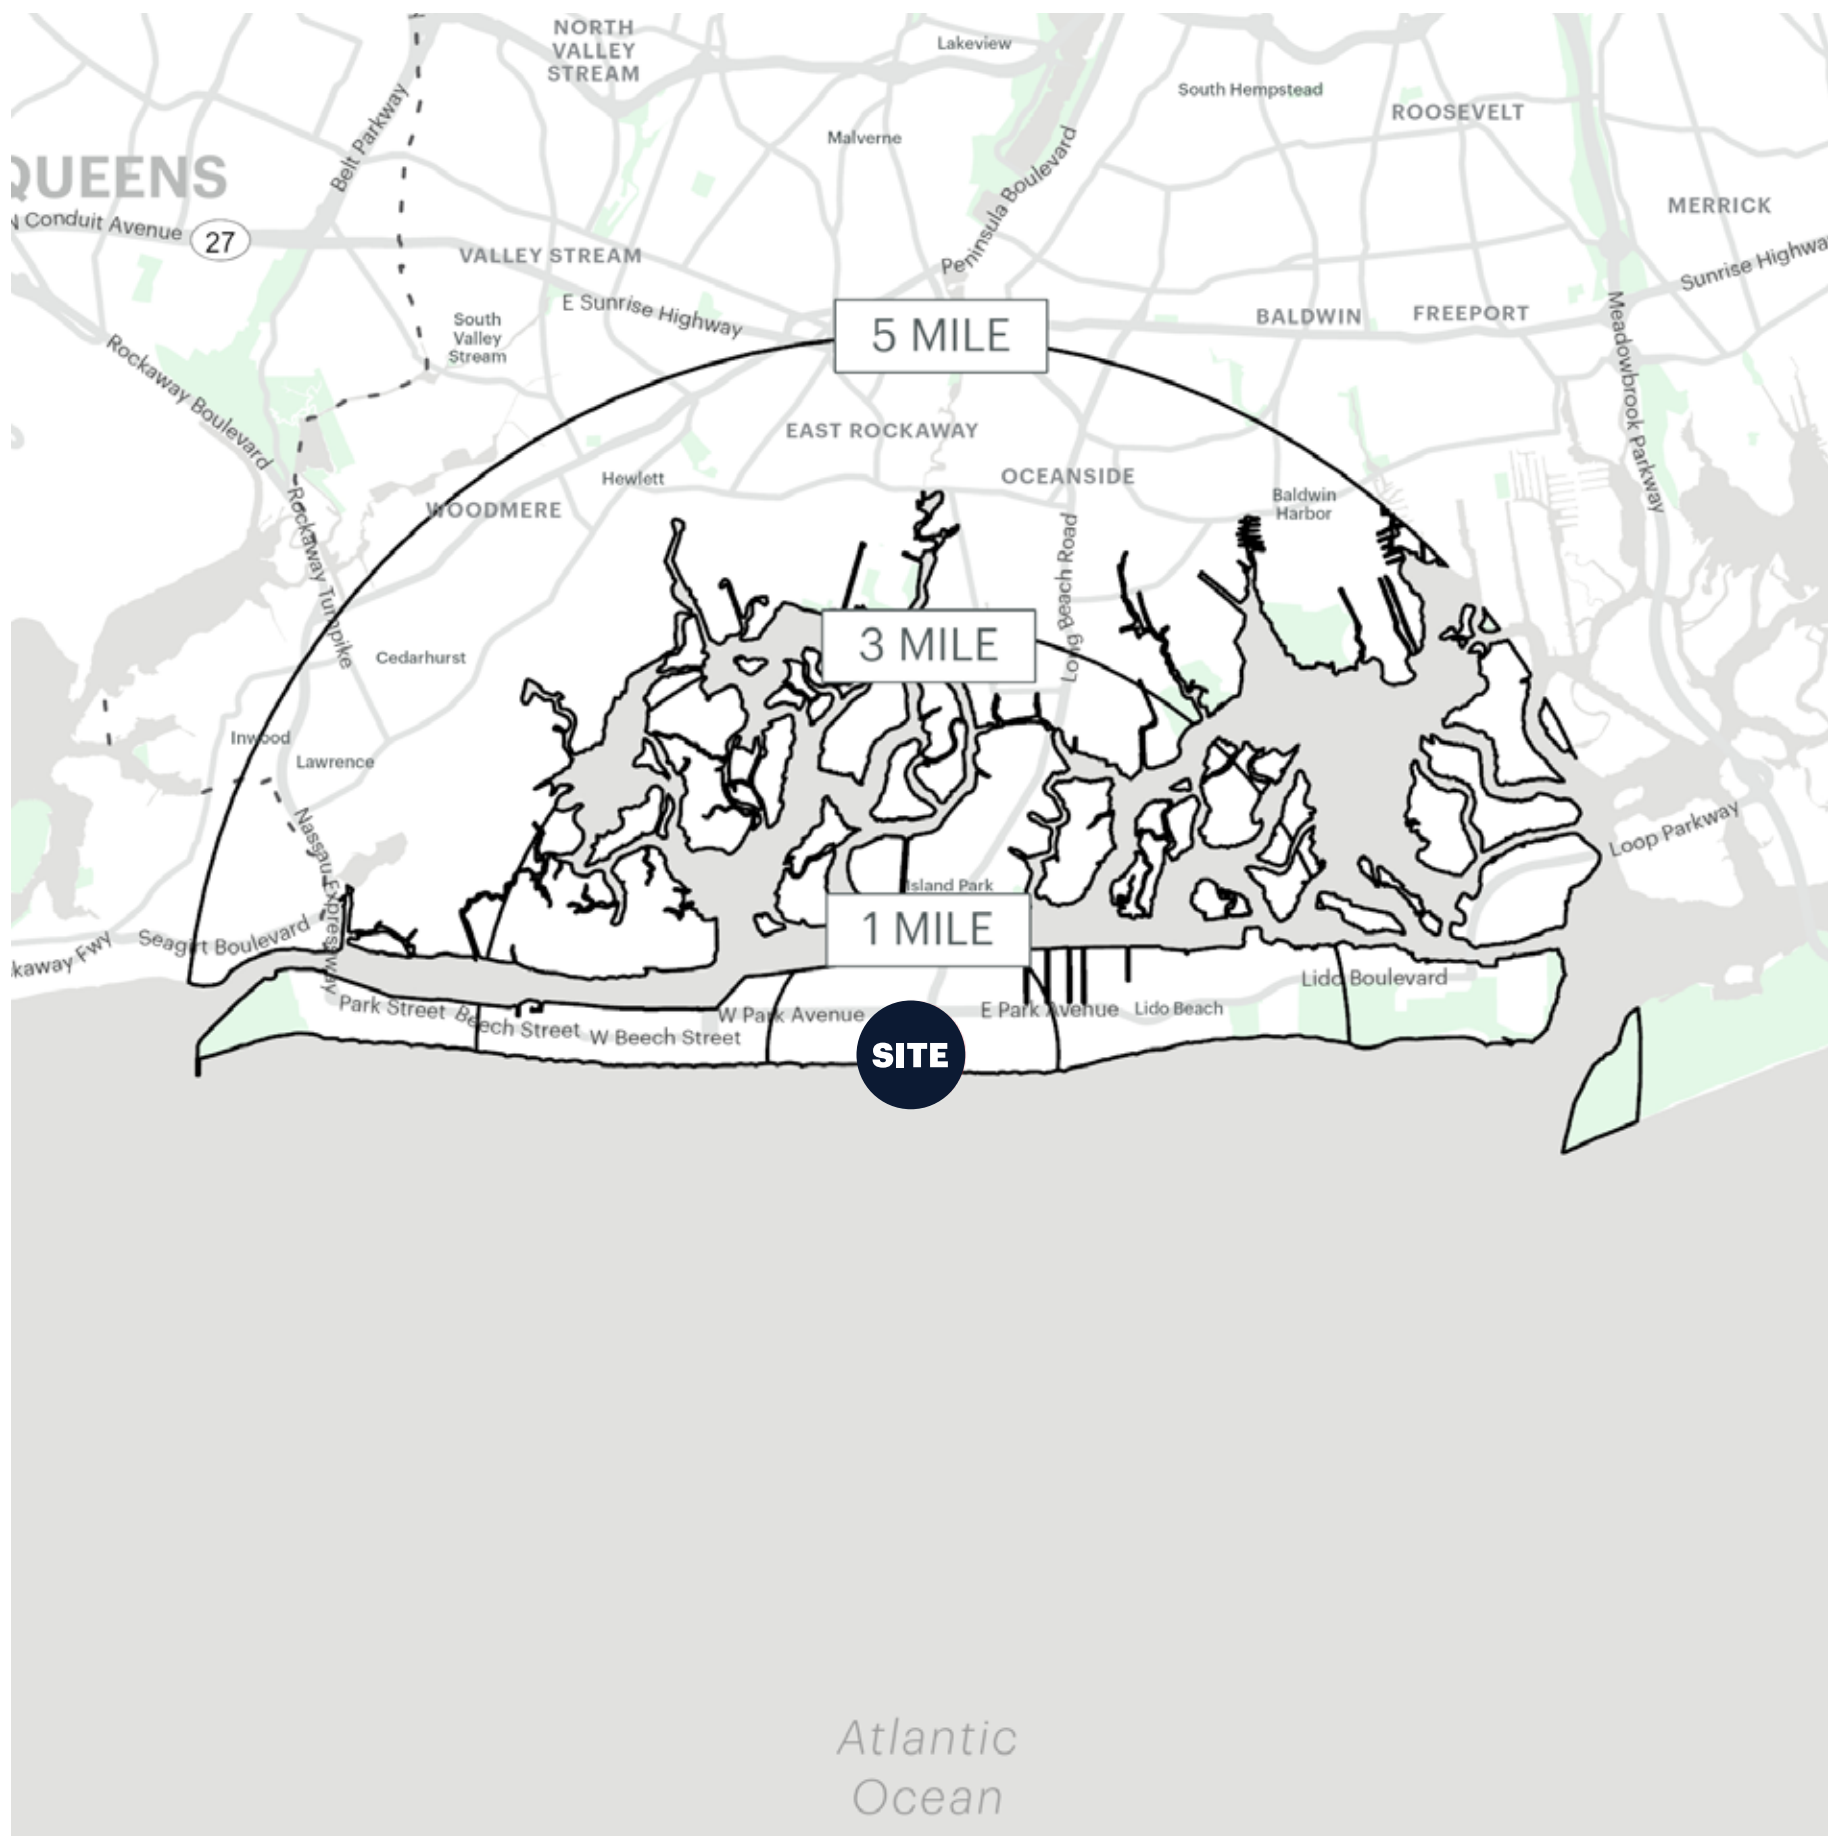 NORTH
VALLEY
STREAM
Lakeview
South Hempstead
ROOSEVELT
Malverne
Belt Parkway
QUEENS
Peninsula Boulevard
MERRICK
N Conduit Avenue
27
VALLEY STREAM
Sunrise Highwa
E Sunrise Highway
South
Valley
Stream
5 MILE
BALDWIN
FREEPORT
Meadowbrook Parkway
Rockaway Boulevard
EAST ROCKAWAY
OCEANSIDE
Hewlett
WOODMERE
Baldwin
Harbor
Rockaway Turnpike
Long Beach Road
3 MILE
Cedarhurst
Inwood
Lawrence
Nassau Expressway
Loop Parkway
Island Park
1 MILE
Seagirt Boulevard
kaway Fwy
Lido Boulevard
Park Street
Beech Street
W Beech Street
W Park Avenue
E Park Avenue
Lido Beach
SITE
Atlantic
Ocean